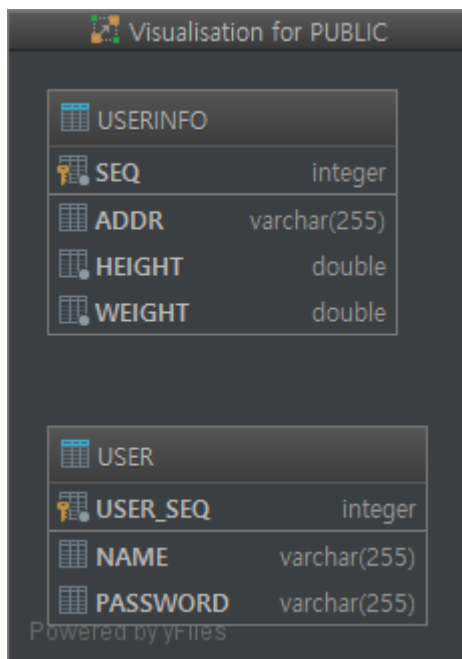 Visualisation for PUBLIC
USERINFO
SEQ integer
ADDR varchar(255)
HEIGHT double
WEIGHT double
USER
USER_SEQ integer
NAME varchar(255)
PASSWORD varchar(255)
Powered by yFiles